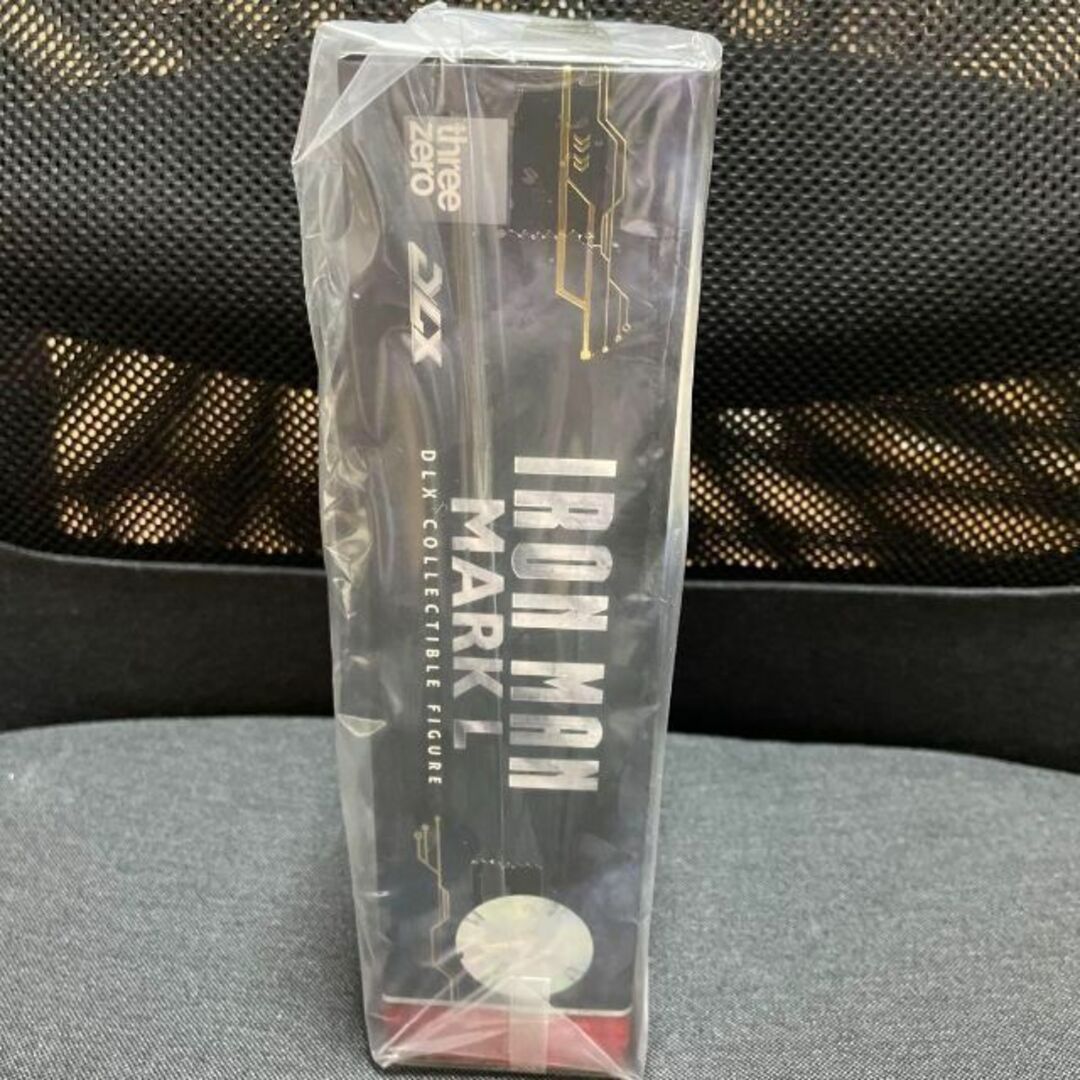 three
zero
DLX
IRON MAN
MARK L
DLX COLLECTIBLE FIGURE